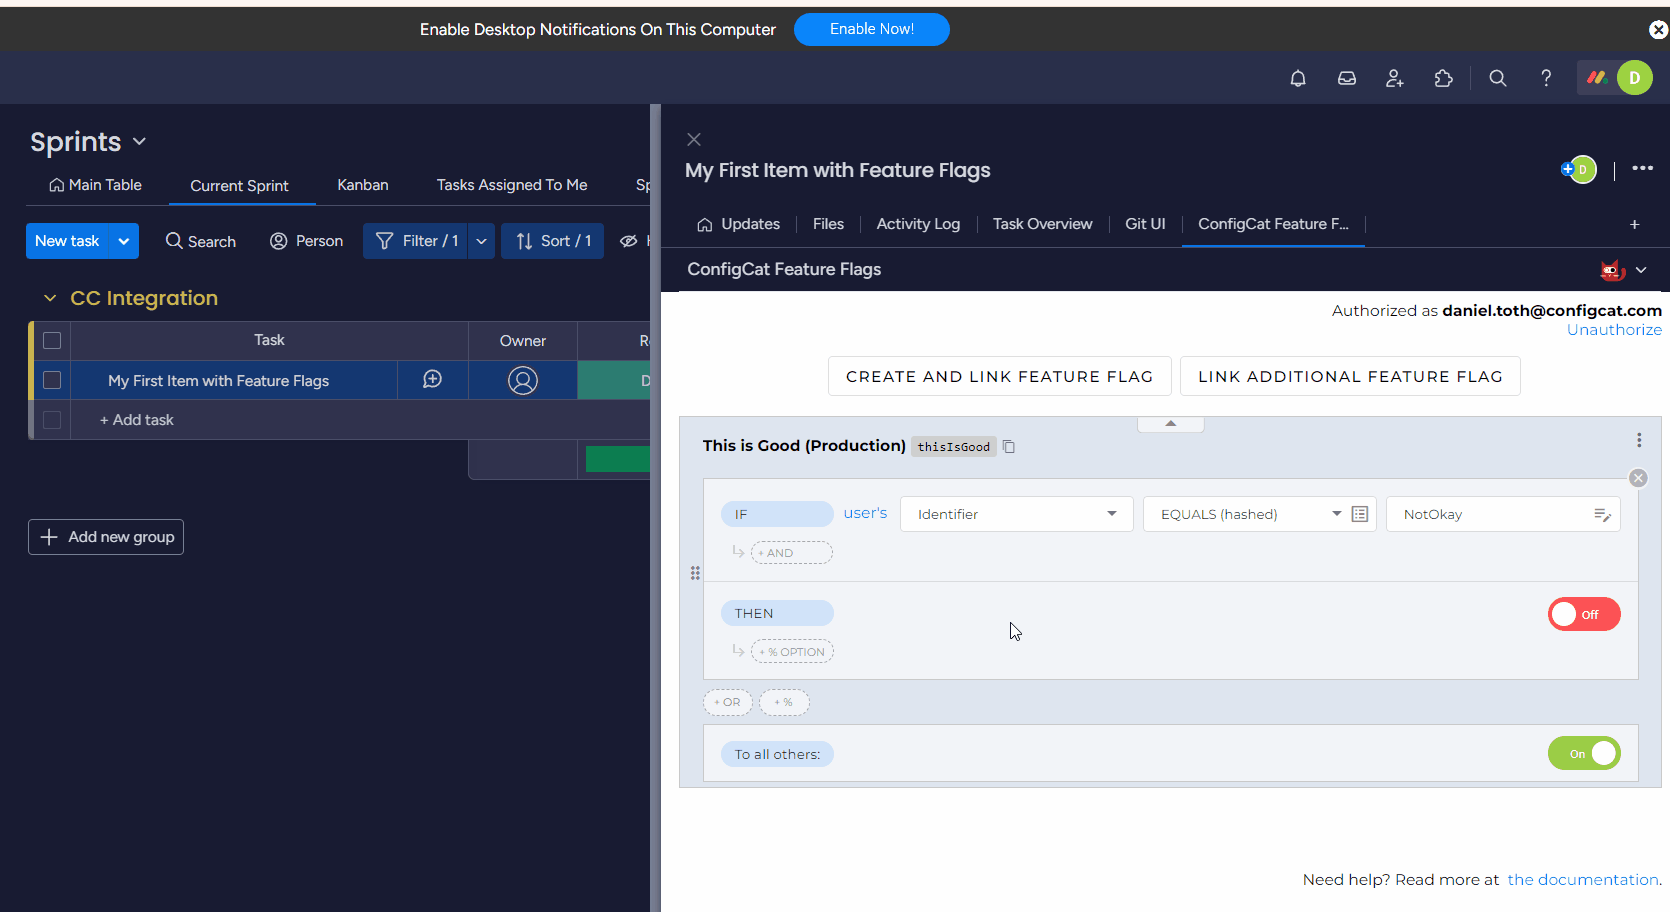 Enable Desktop Notifications On This Computer Enable Now!
D
Sprints
Main Table Current Sprint Kanban Tasks Assigned To Me Sp
New task Search Person Filter / 1 Sort / 1
CC Integration
Task Owner R
My First Item with Feature Flags D
+ Add task
Add new group
My First Item with Feature Flags
D
Updates Files Activity Log Task Overview Git UI ConfigCat Feature F... +
ConfigCat Feature Flags
Authorized as daniel.toth@configcat.com
Unauthorize
CREATE AND LINK FEATURE FLAG LINK ADDITIONAL FEATURE FLAG
This is Good (Production) thisIsGood
IF user's Identifier EQUALS (hashed) NotOkay
+ AND
THEN Off
+ % OPTION
+ OR + %
To all others: On
Need help? Read more at the documentation.